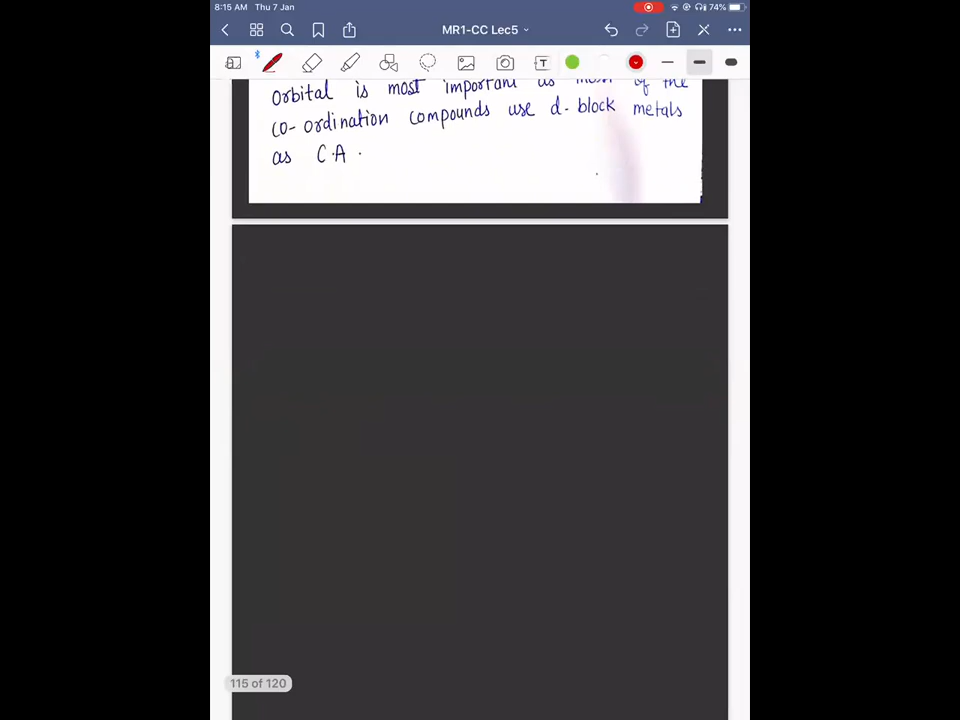 8:15 AM Thu 7 Jan
74%
MR1-CC Lec5
T
Orbital is most important as most of the
co-ordination compounds use d-block metals
as C.A.
115 of 120